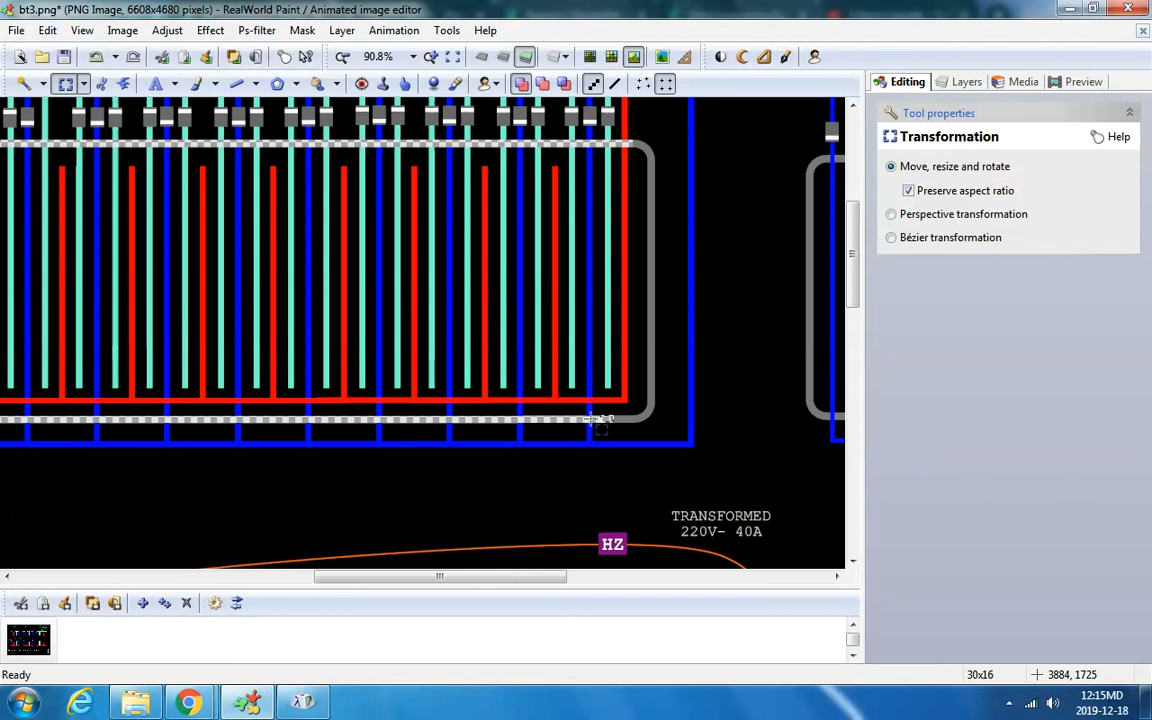 bt3.png* (PNG Image, 6608x4680 pixels) - RealWorld Paint / Animated image editor
File Edit View Image Adjust Effect Ps-filter Mask Layer Animation Tools Help
90.8%
Editing Layers Media Preview
Tool properties
Transformation Help
Move, resize and rotate
Preserve aspect ratio
Perspective transformation
Bézier transformation
TRANSFORMED
220V- 40A
HZ
Ready 30x16 3884, 1725
12:15MD
2019-12-18